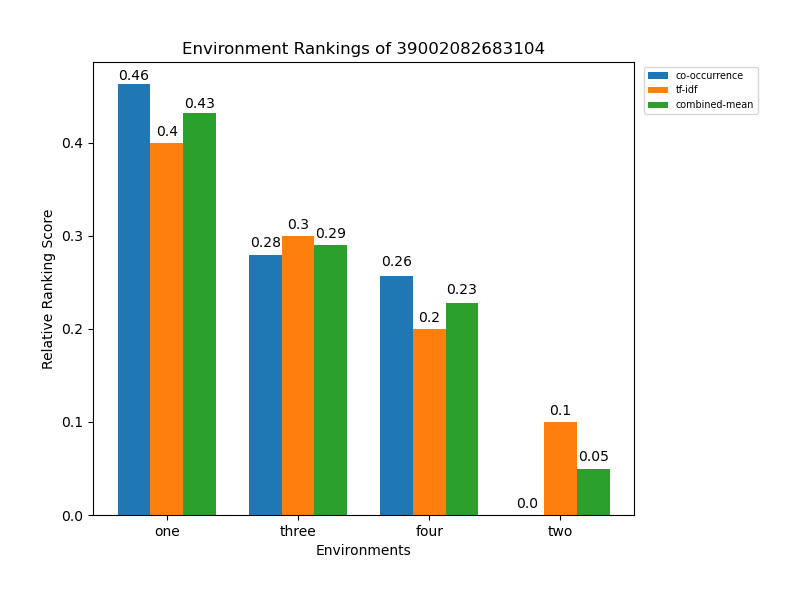 Environment Rankings of 39002082683104
co-occurrence
tf-idf
combined-mean
Relative Ranking Score
0.4
0.3
0.2
0.1
0.0
0.46
0.4
0.43
0.28
0.3
0.29
0.26
0.2
0.23
0.0
0.1
0.05
one three four two
Environments